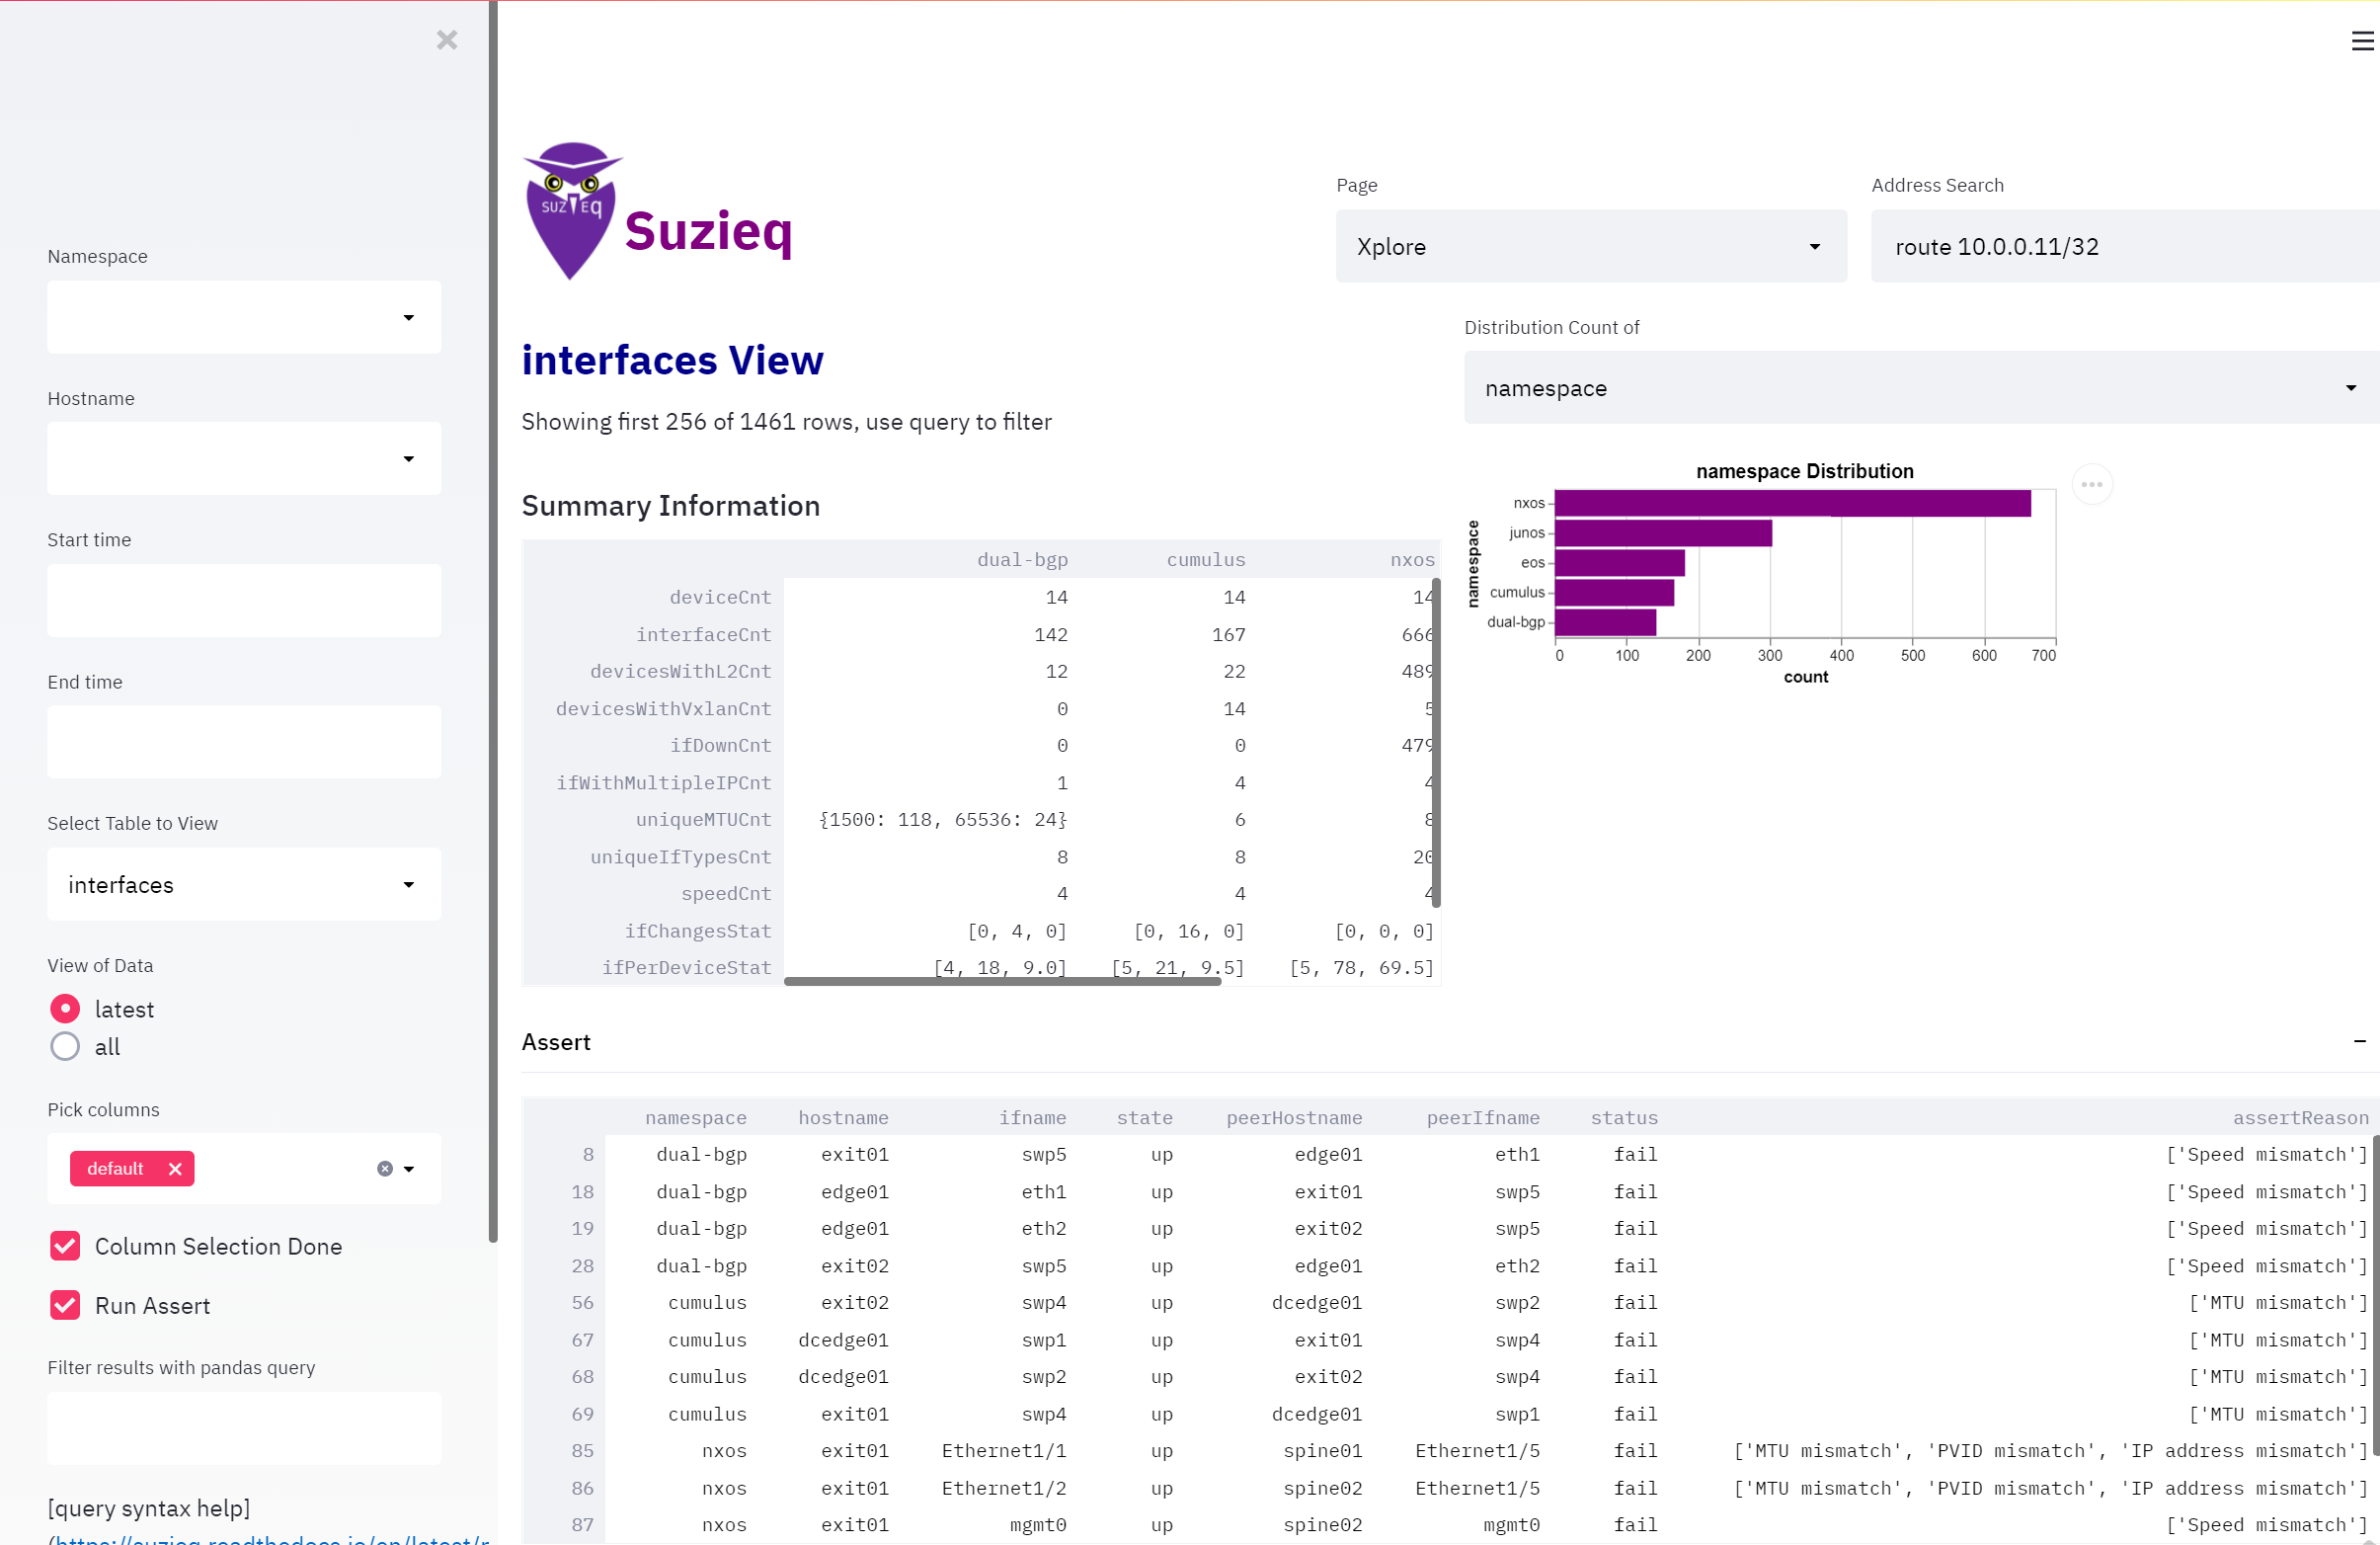 Namespace
Hostname
Start time
End time
Select Table to View
interfaces
View of Data
latest
all
Pick columns
default
Column Selection Done
Run Assert
Filter results with pandas query
[query syntax help]
(https://suzieq.readthedocs.io/en/latest/r
SUZIEq
Suzieq
Page
Xplore
Address Search
route 10.0.0.11/32
interfaces View
Showing first 256 of 1461 rows, use query to filter
Distribution Count of
namespace
Summary Information
dual-bgp cumulus nxos
deviceCnt 14 14 14
interfaceCnt 142 167 666
devicesWithL2Cnt 12 22 489
devicesWithVxlanCnt 0 14 5
ifDownCnt 0 0 479
ifWithMultipleIPCnt 1 4 4
uniqueMTUCnt {1500: 118, 65536: 24} 6 8
uniqueIfTypesCnt 8 8 20
speedCnt 4 4 4
ifChangesStat [0, 4, 0] [0, 16, 0] [0, 0, 0]
ifPerDeviceStat [4, 18, 9.0] [5, 21, 9.5] [5, 78, 69.5]
namespace Distribution
namespace
nxos
junos
eos
cumulus
dual-bgp
0 100 200 300 400 500 600 700
count
Assert
namespace hostname ifname state peerHostname peerIfname status assertReason
8 dual-bgp exit01 swp5 up edge01 eth1 fail ['Speed mismatch']
18 dual-bgp edge01 eth1 up exit01 swp5 fail ['Speed mismatch']
19 dual-bgp edge01 eth2 up exit02 swp5 fail ['Speed mismatch']
28 dual-bgp exit02 swp5 up edge01 eth2 fail ['Speed mismatch']
56 cumulus exit02 swp4 up dcedge01 swp2 fail ['MTU mismatch']
67 cumulus dcedge01 swp1 up exit01 swp4 fail ['MTU mismatch']
68 cumulus dcedge01 swp2 up exit02 swp4 fail ['MTU mismatch']
69 cumulus exit01 swp4 up dcedge01 swp1 fail ['MTU mismatch']
85 nxos exit01 Ethernet1/1 up spine01 Ethernet1/5 fail ['MTU mismatch', 'PVID mismatch', 'IP address mismatch']
86 nxos exit01 Ethernet1/2 up spine02 Ethernet1/5 fail ['MTU mismatch', 'PVID mismatch', 'IP address mismatch']
87 nxos exit01 mgmt0 up spine02 mgmt0 fail ['Speed mismatch']